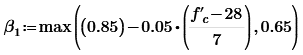 β₁ := max((0.85) − 0.05 • (f'c − 28 / 7), 0.65)